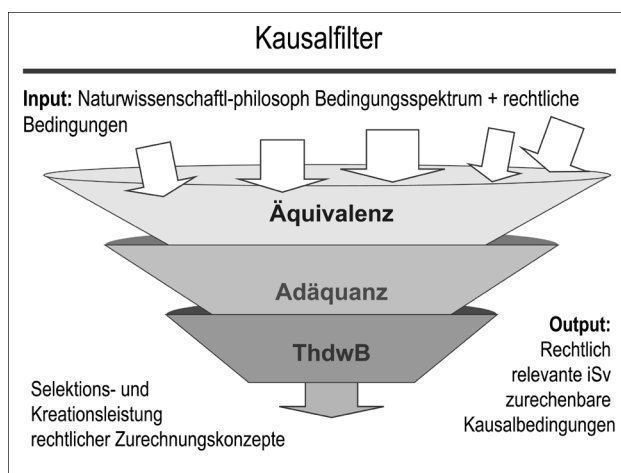 Kausalfilter
Input: Naturwissenschaftl-philosoph Bedingungsspektrum + rechtliche
Bedingungen
Äquivalenz
Adäquanz
ThdwB
Output:
Rechtlich
relevante iSv
zurechenbare
Kausalbedingungen
Selektions- und
Kreationsleistung
rechtlicher Zurechnungskonzepte